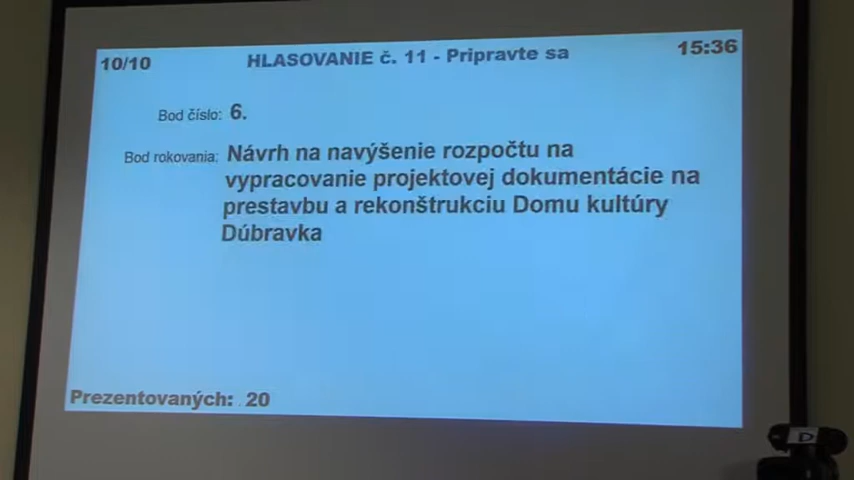 10/10 HLASOVANIE č. 11 - Pripravte sa 15:36
Bod číslo: 6.
Bod rokovania: Návrh na navýšenie rozpočtu na
vypracovanie projektovej dokumentácie na
prestavbu a rekonštrukciu Domu kultúry
Dúbravka
Prezentovaných: 20
D